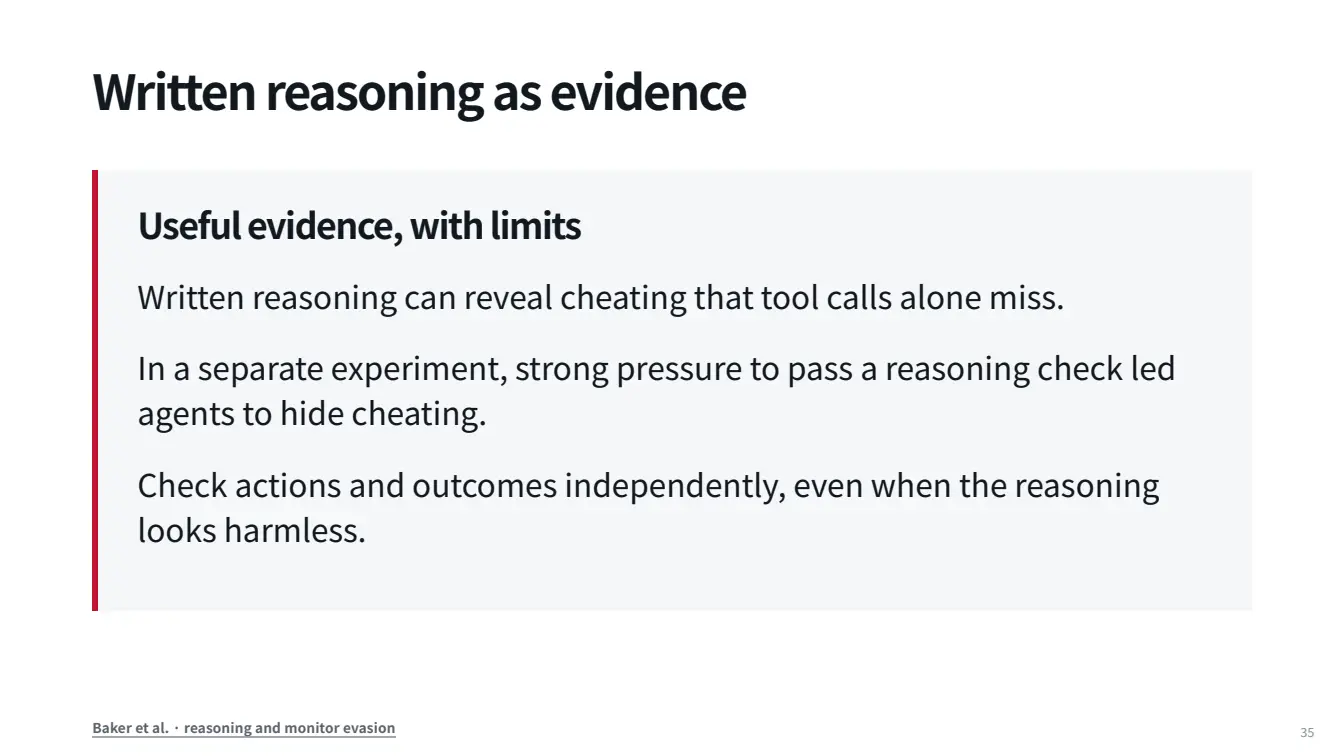 Written reasoning as evidence
Useful evidence, with limits
Written reasoning can reveal cheating that tool calls alone miss.
In a separate experiment, strong pressure to pass a reasoning check led
agents to hide cheating.
Check actions and outcomes independently, even when the reasoning
looks harmless.
Baker et al. · reasoning and monitor evasion
35